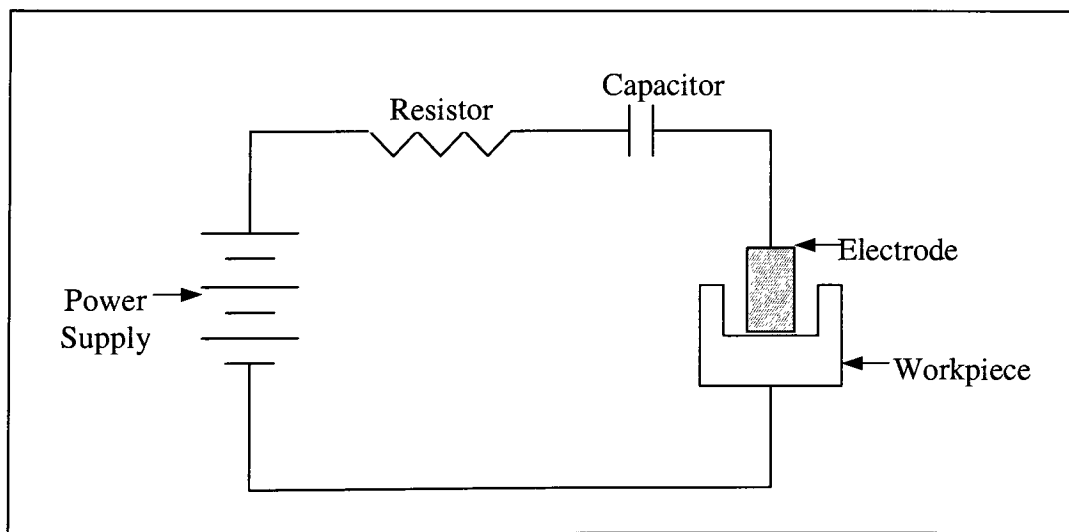 Capacitor
Resistor
Electrode
Power
Supply
Workpiece